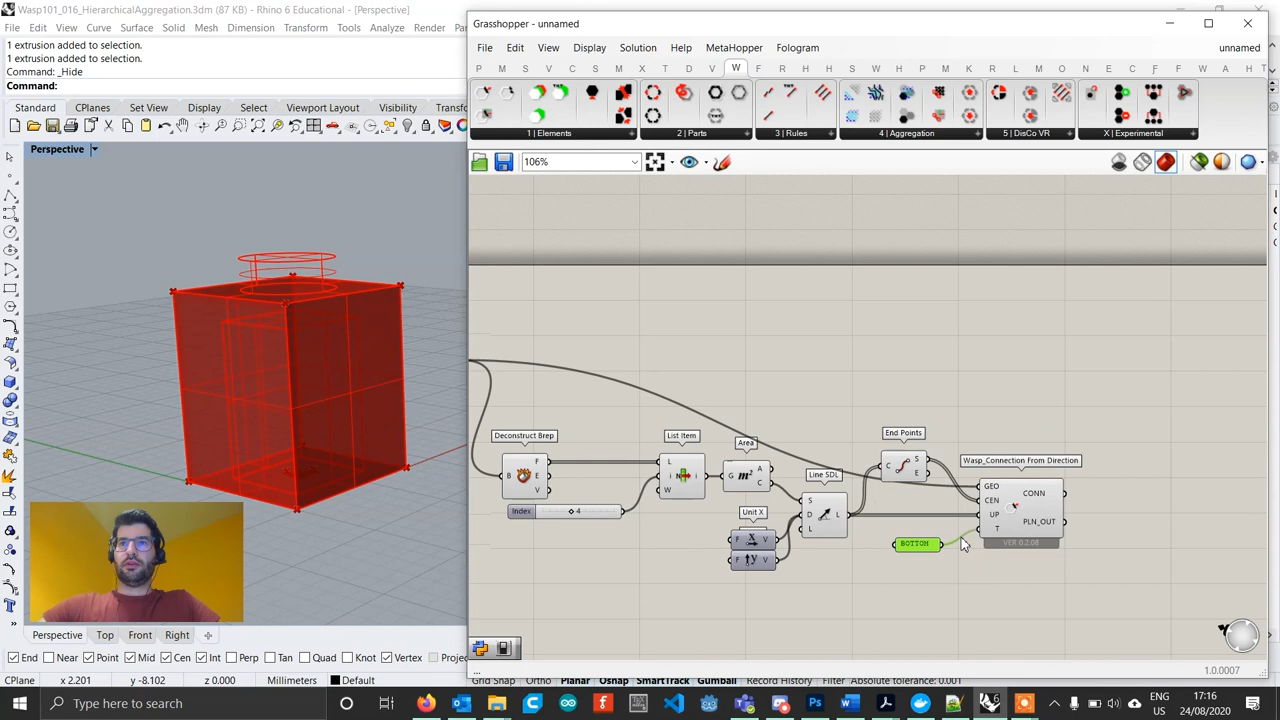 Wasp101_016_HierarchicalAggregation.3dm (87 KB) - Rhino 6 Educational - [Perspective]
File Edit View Curve Surface Solid Mesh Dimension Transform Tools Analyze Render
1 extrusion added to selection.
1 extrusion added to selection.
Command: _Hide
Command:
Standard CPlanes Set View Display Select Viewport Layout Visibility
Perspective
Grasshopper - unnamed
File Edit View Display Solution Help MetaHopper Fologram unnamed
P M S V C S S M X T D V W F R H H F A H P M K R L M X D P M S U E C Ƒ W A H T
1 | Elements 2 | Parts 3 | Rules 4 | Aggregation 5 | DisCo VR X | Experimental
106%
End Points
Deconstruct Brep List Item Area Wasp_Connection From Direction
B F E V
L i W i
G A C
Line SDL
S D L L
C S E
GEO CEN UP T CONN PLN_OUT
Index 4
Unit X
F X V
F y V
BOTTOM
VER 0.2.08
Perspective Top Front Right
End Near Point Mid Cen Int Perp Tan Quad Knot Vertex
CPlane x 2.201 y -8.102 z 0.000 Millimeters Default Grid Snap Ortho Planar Osnap SmartTrack Gumball Record History Filter Absolute tolerance: 0.001
... 1.0.0007
Type here to search
ENG
US
17:16
24/08/2020